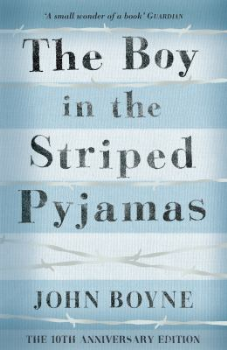 'A small wonder of a book' GUARDIAN
The Boy
in the
Striped
Pyjamas
JOHN BOYNE
THE 10TH ANNIVERSARY EDITION